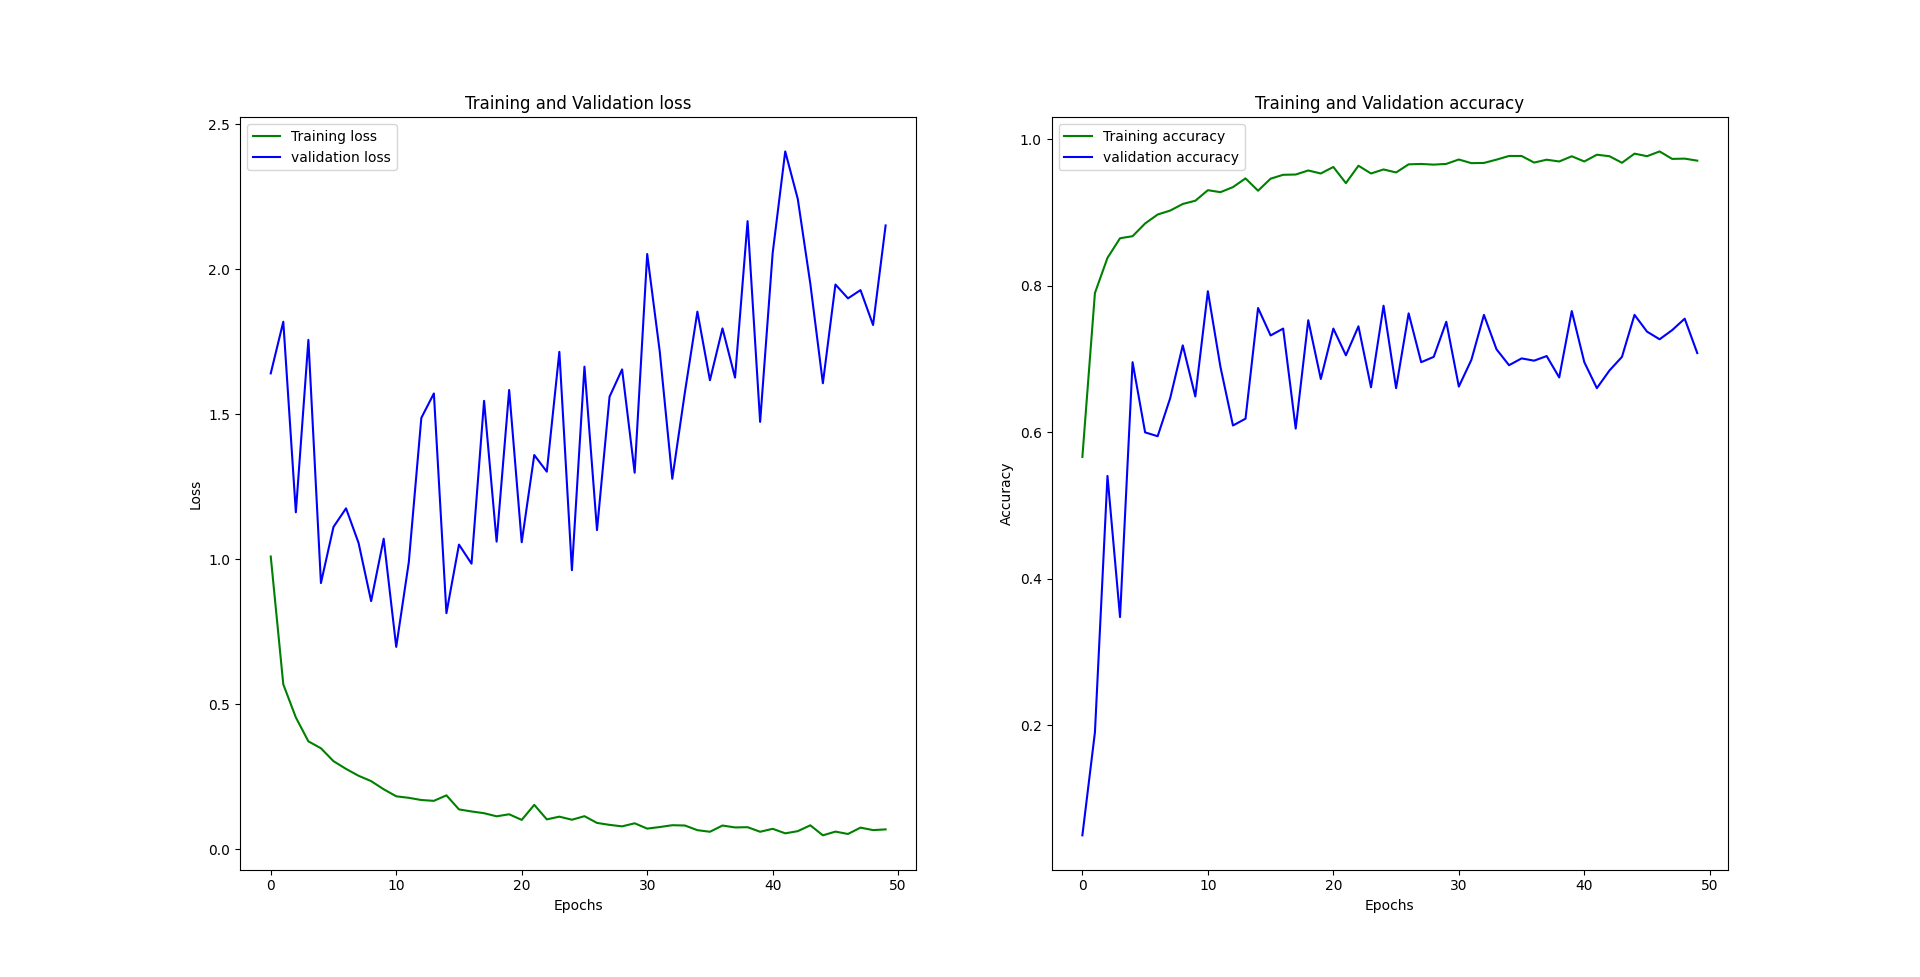 Training and Validation loss
Training loss
validation loss
2.5
2.0
1.5
1.0
0.5
0.0
Loss
0 10 20 30 40 50
Epochs
Training and Validation accuracy
Training accuracy
validation accuracy
1.0
0.8
0.6
0.4
0.2
Accuracy
0 10 20 30 40 50
Epochs